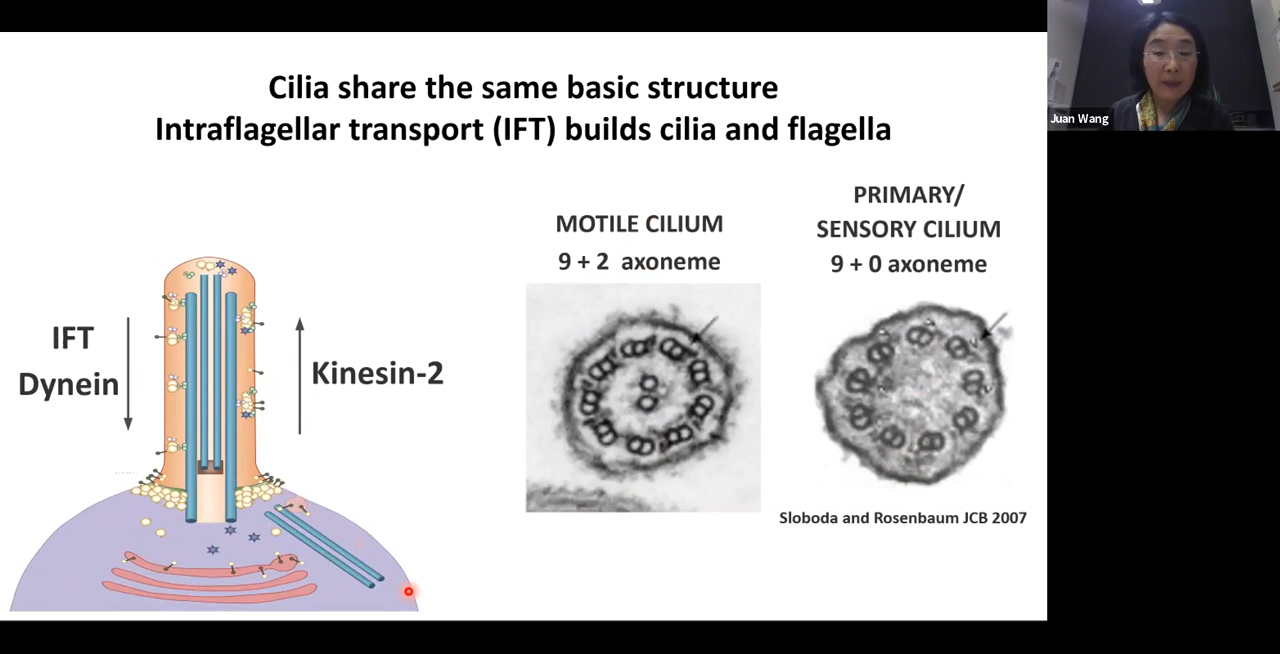 Cilia share the same basic structure
Intraflagellar transport (IFT) builds cilia and flagella
IFT
Dynein
Kinesin-2
MOTILE CILIUM
9 + 2 axoneme
PRIMARY/
SENSORY CILIUM
9 + 0 axoneme
Sloboda and Rosenbaum JCB 2007
Juan Wang